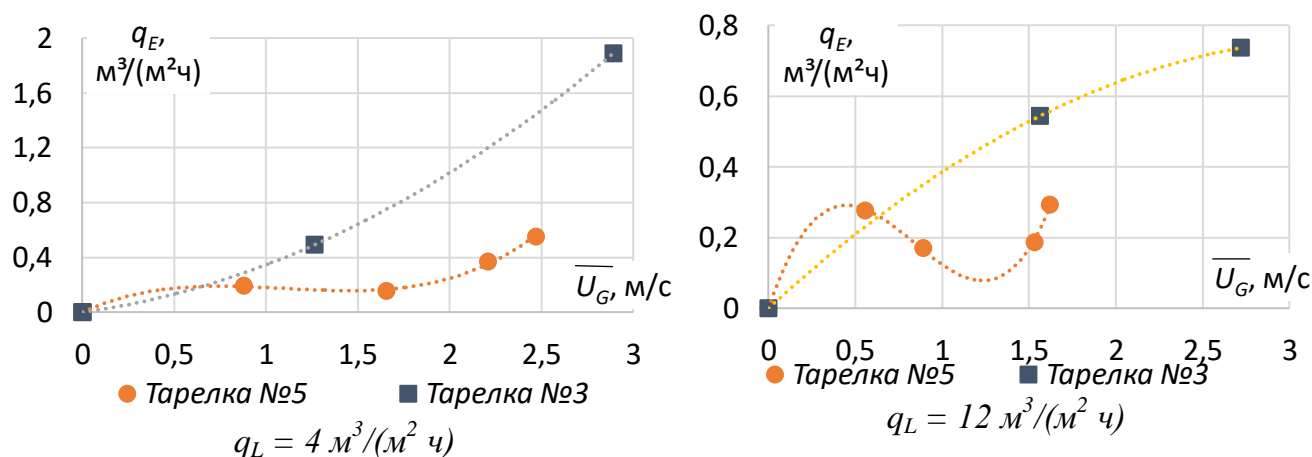 q_E,
м³/(м²ч)
2
1,6
1,2
0,8
0,4
0
0 0,5 1 1,5 2 2,5 3
U_G, м/с
Тарелка №5 Тарелка №3
q_L = 4 м³/(м² ч)
q_E,
м³/(м²ч)
0,8
0,6
0,4
0,2
0
0 0,5 1 1,5 2 2,5 3
U_G, м/с
Тарелка №5 Тарелка №3
q_L = 12 м³/(м² ч)